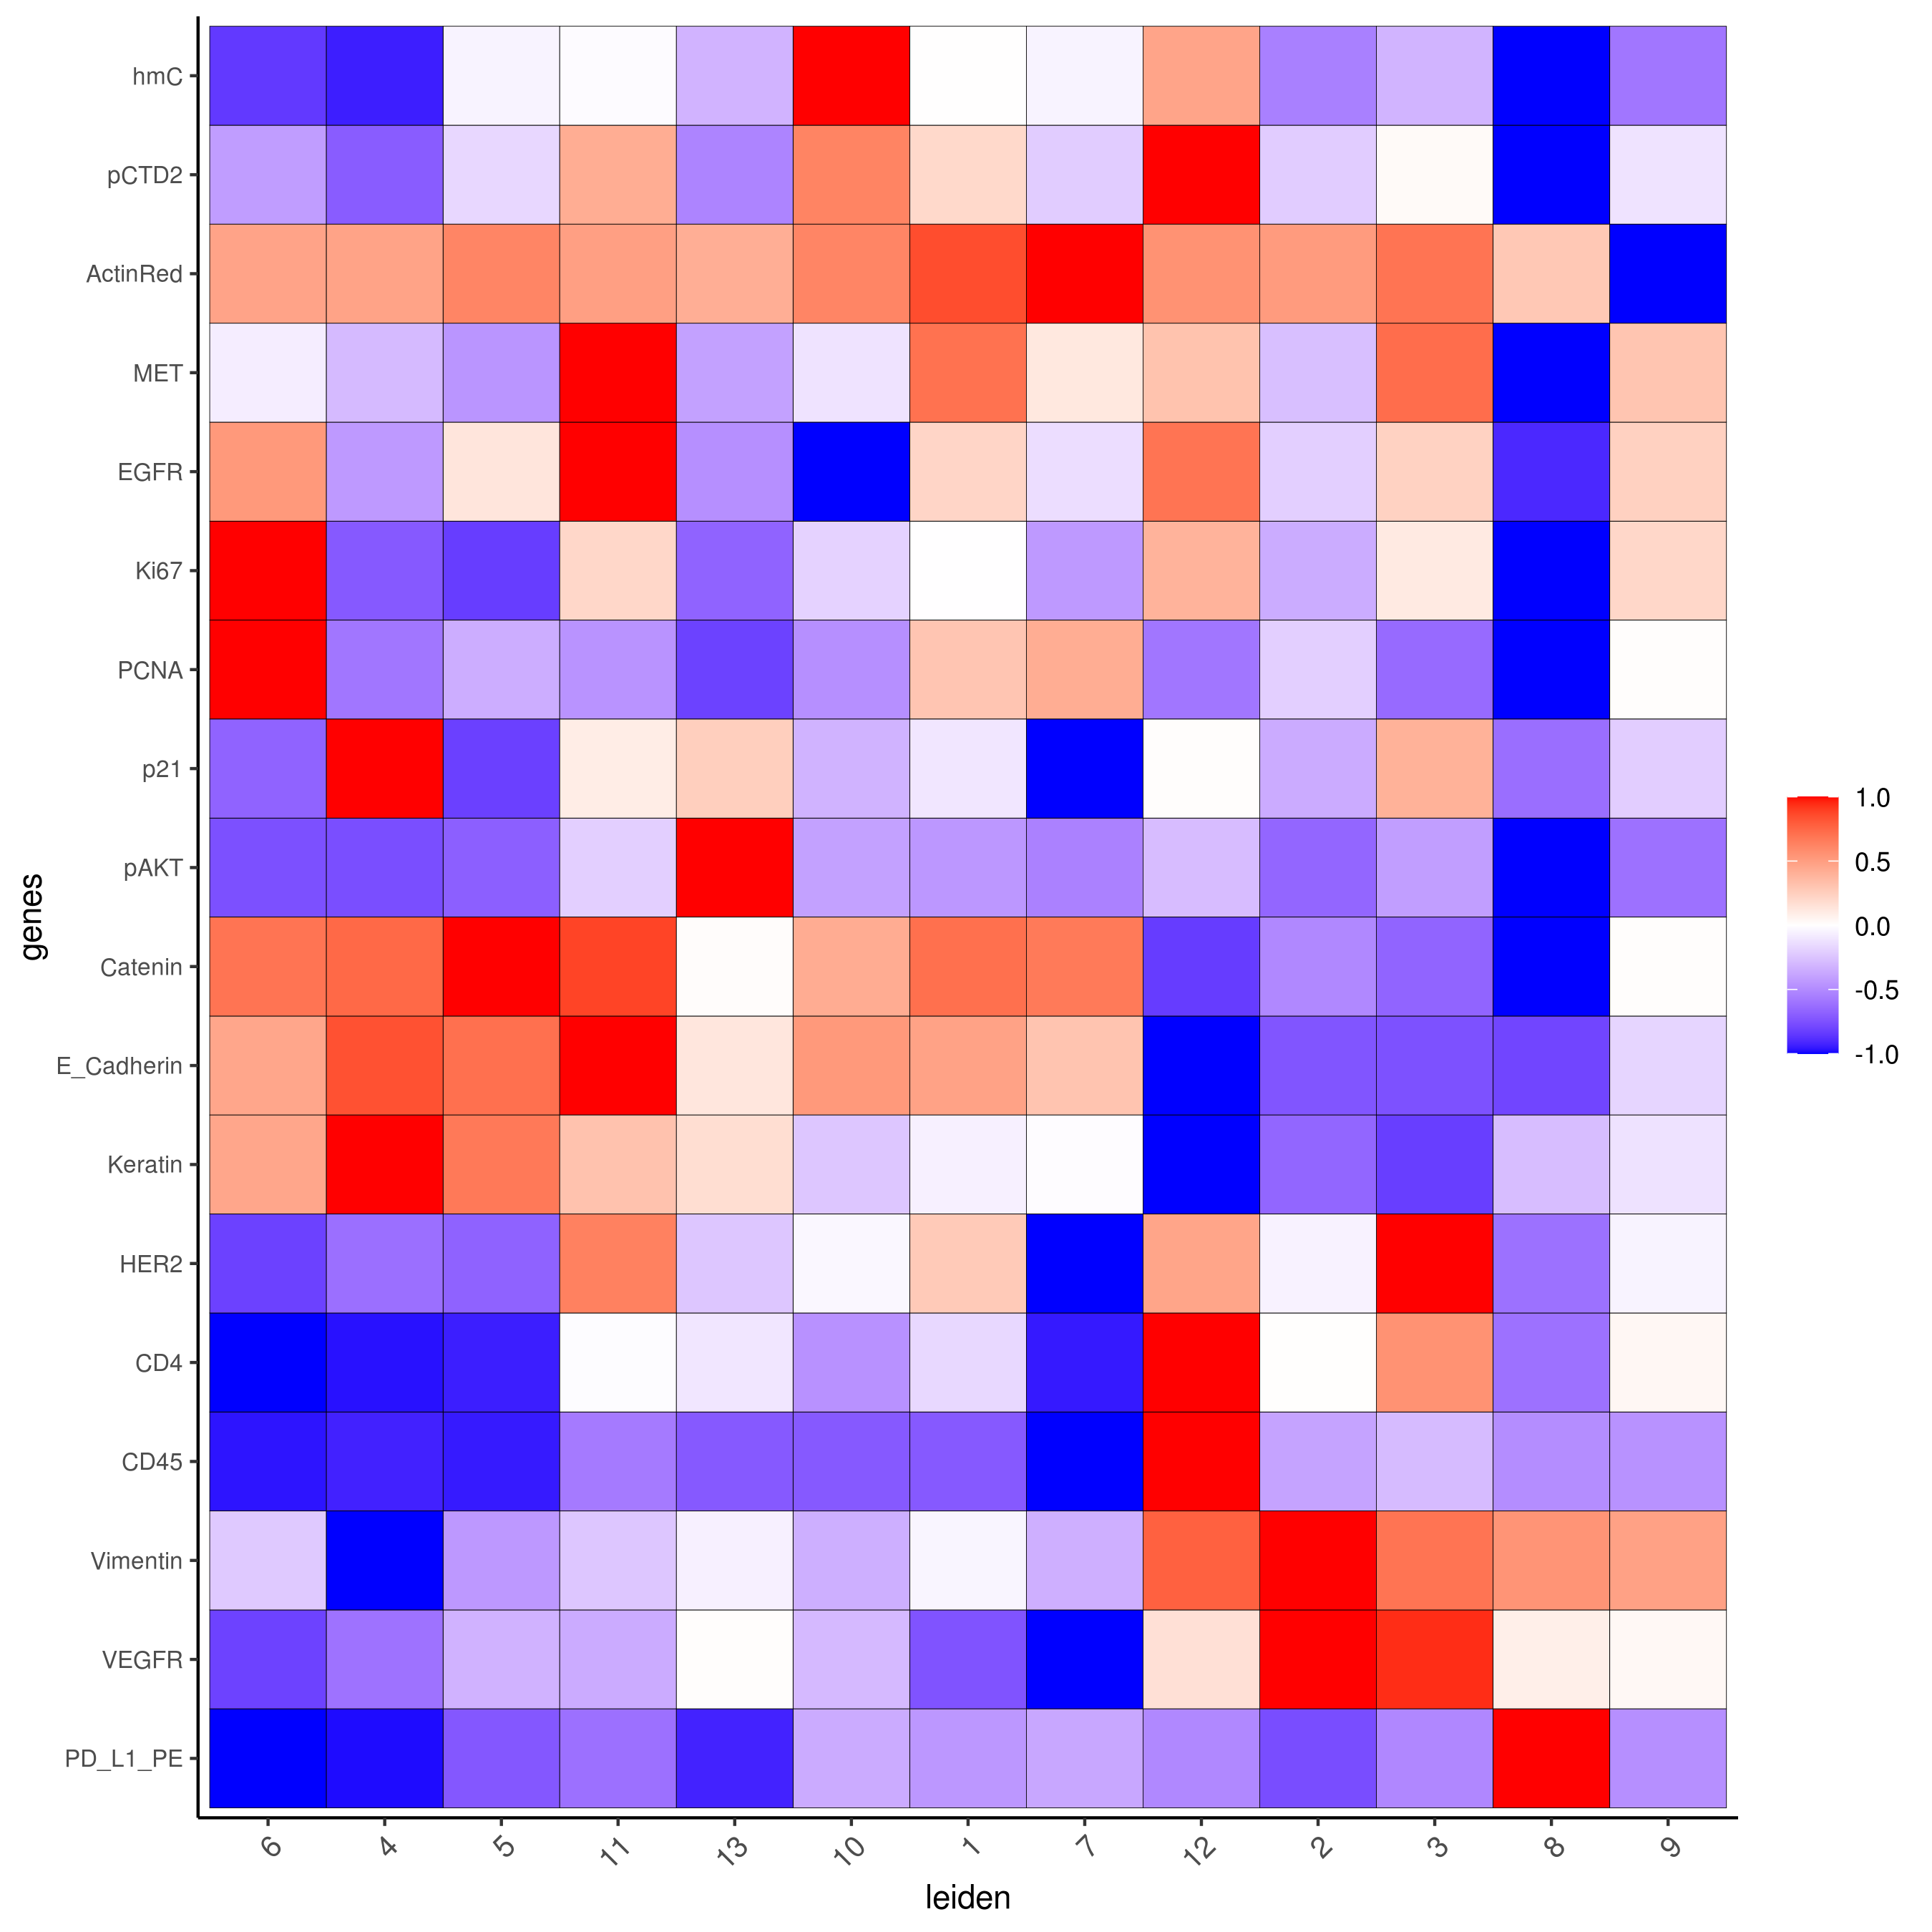 hmC
pCTD2
ActinRed
MET
EGFR
Ki67
PCNA
p21
pAKT
Catenin
E_Cadherin
Keratin
HER2
CD4
CD45
Vimentin
VEGFR
PD_L1_PE
genes
6 4 5 11 13 10 1 7 12 2 3 8 9
leiden
1.0
0.5
0.0
-0.5
-1.0